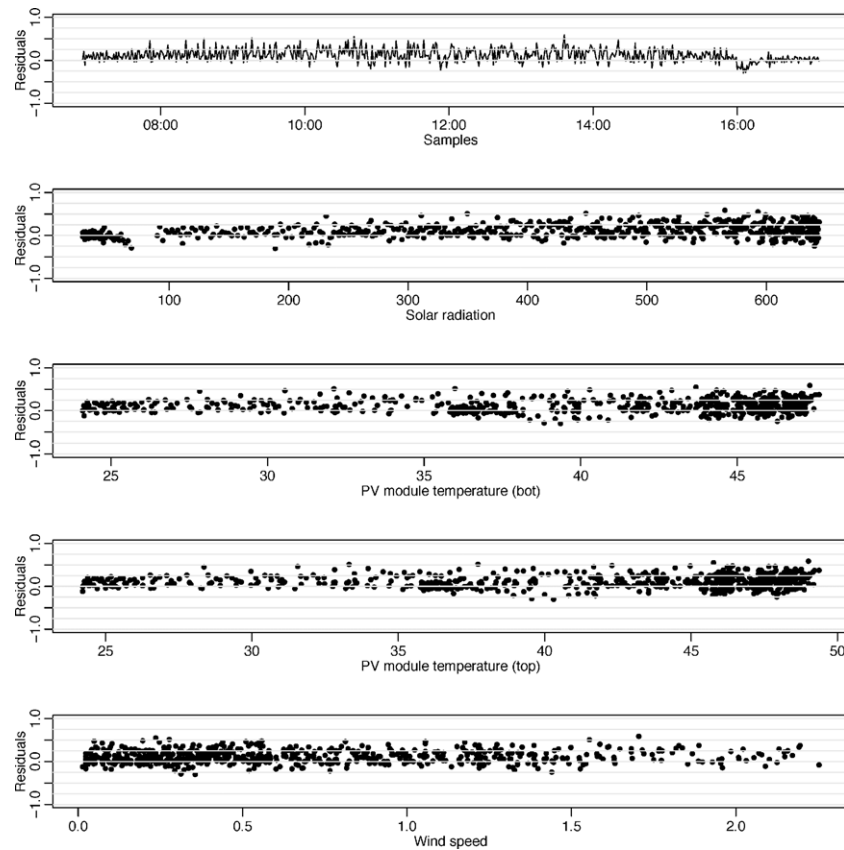 Residuals
1.0
0.0
−1.0
08:00 10:00 12:00 14:00 16:00
Samples
Residuals
1.0
0.0
−1.0
100 200 300 400 500 600
Solar radiation
Residuals
1.0
0.0
−1.0
25 30 35 40 45
PV module temperature (bot)
Residuals
1.0
0.0
−1.0
25 30 35 40 45 50
PV module temperature (top)
Residuals
1.0
0.0
−1.0
0.0 0.5 1.0 1.5 2.0
Wind speed